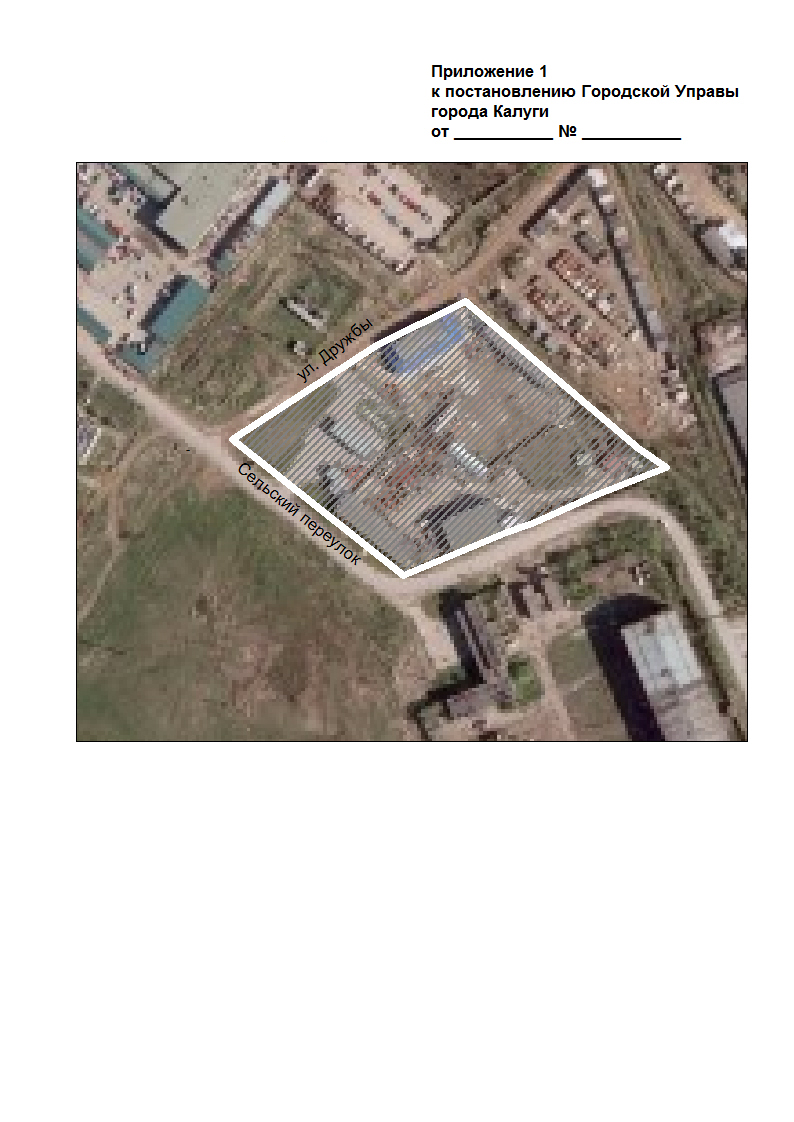 Приложение 1
к постановлению Городской Управы
города Калуги
от ___________ № ___________
ул. Дружбы
Сельский переулок